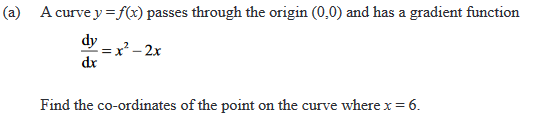 (a) A curve y = f(x) passes through the origin (0,0) and has a gradient function
dy/dx = x² – 2x
Find the co-ordinates of the point on the curve where x = 6.